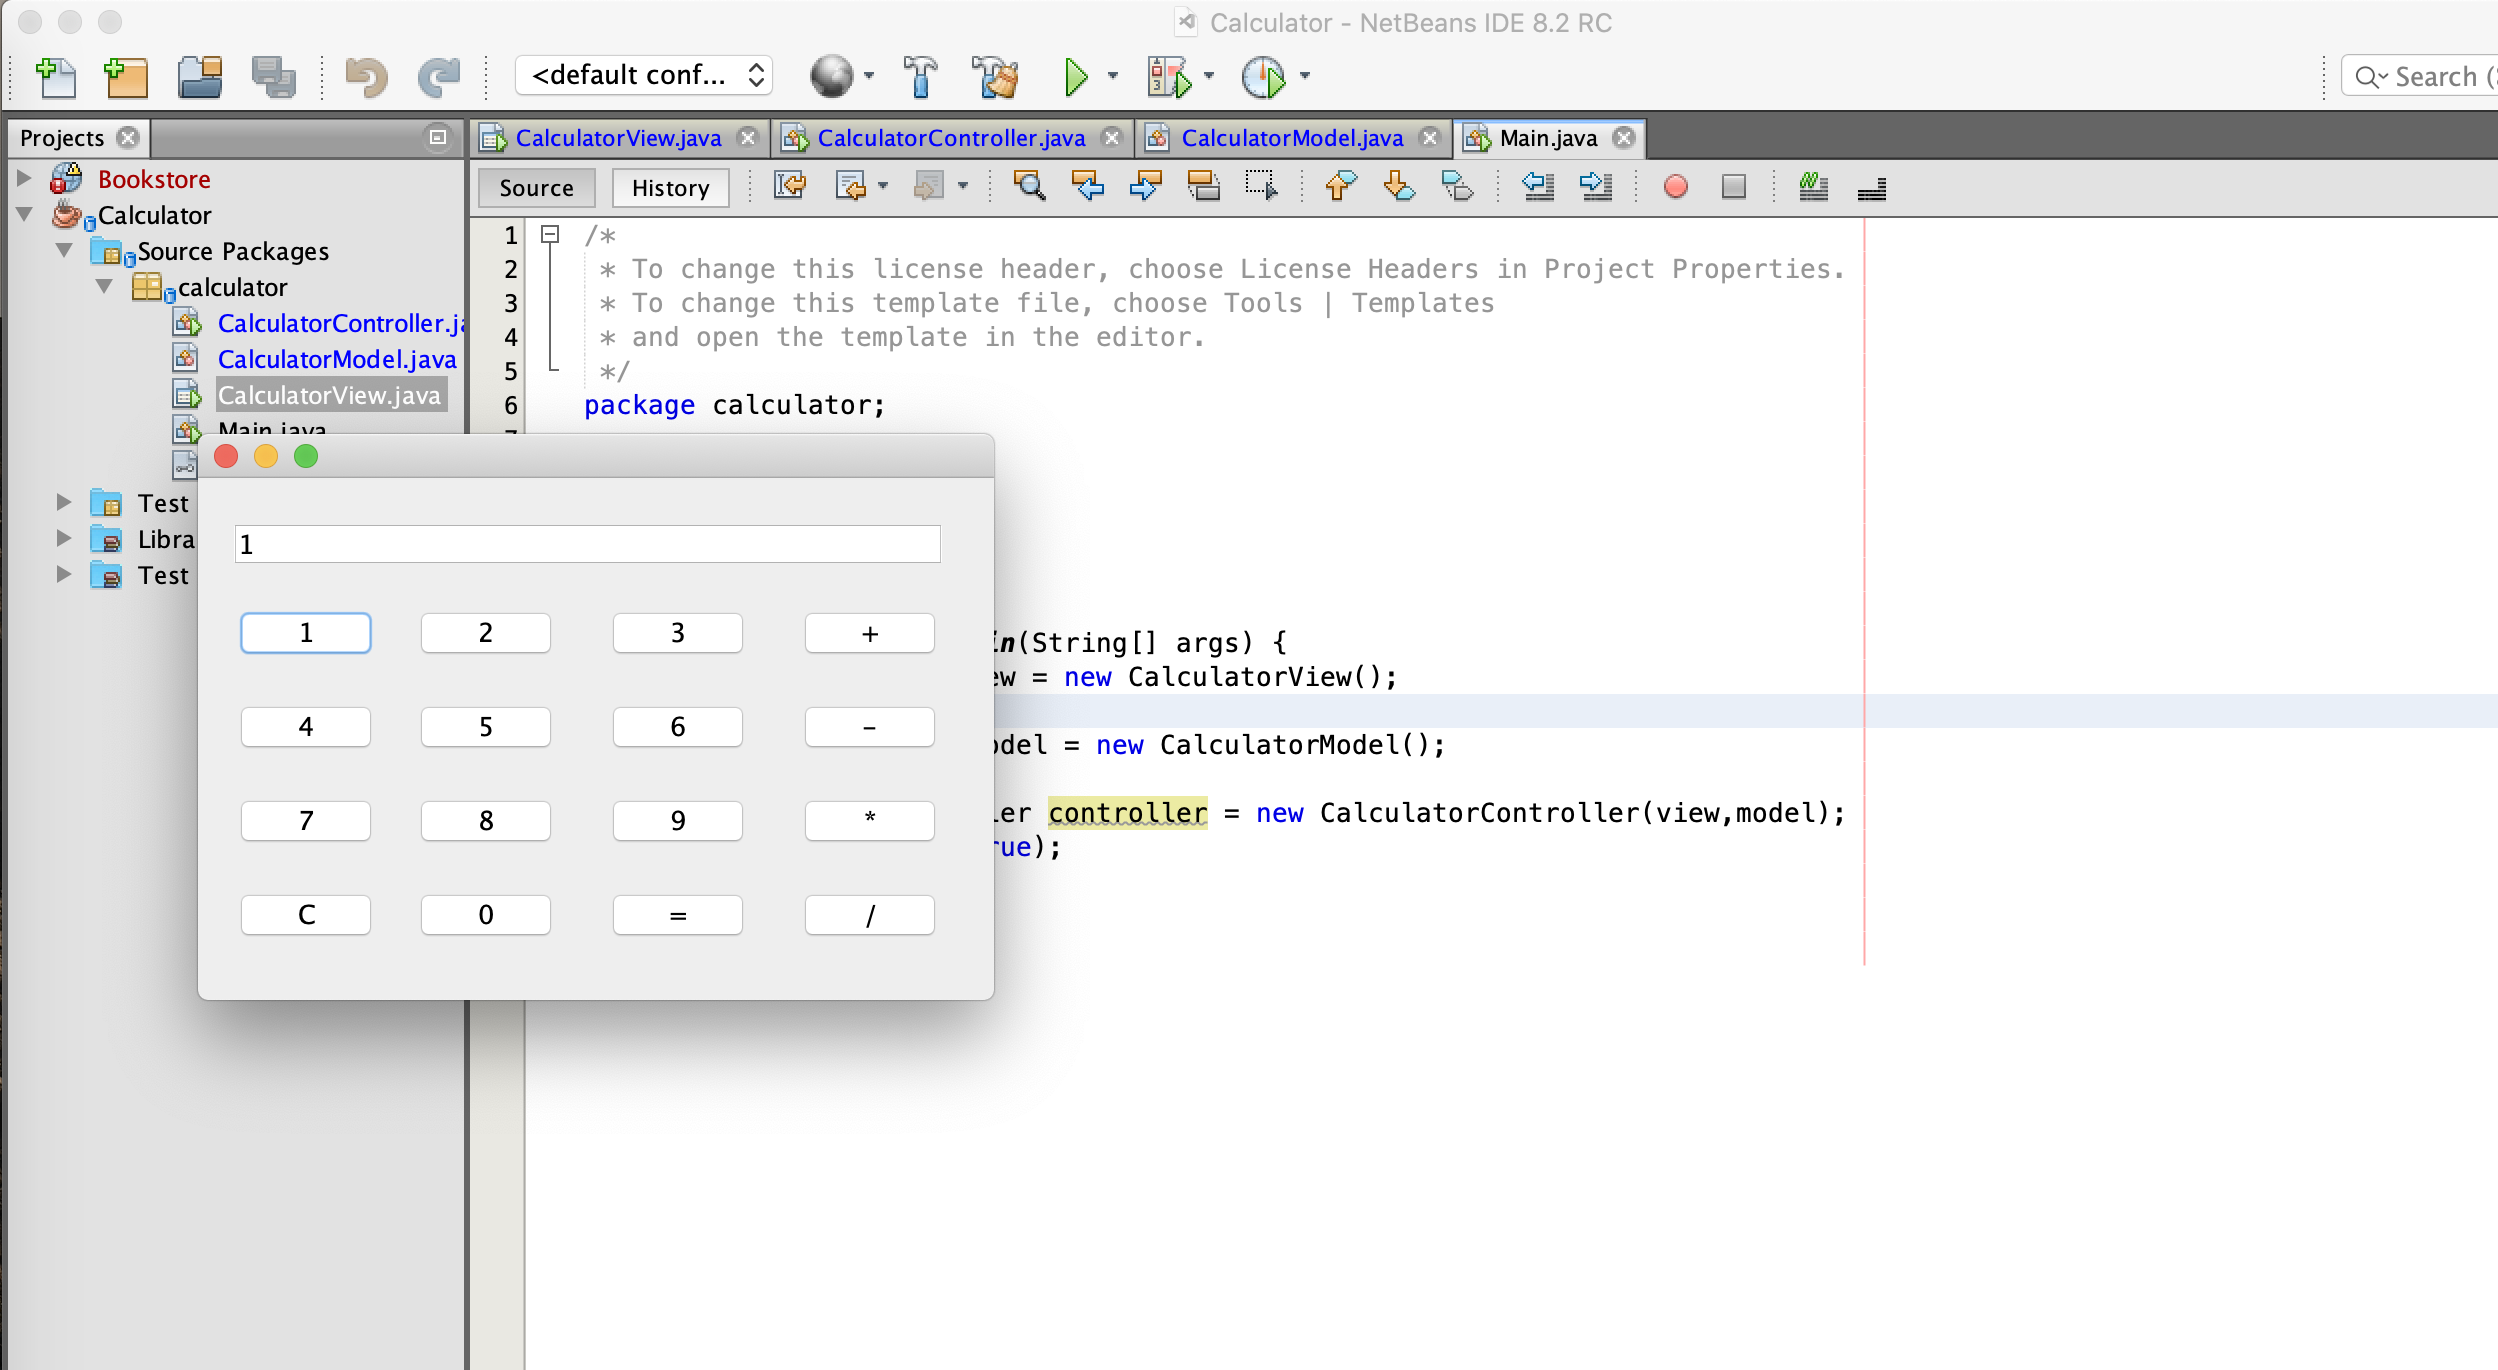 Calculator - NetBeans IDE 8.2 RC
<default conf...
Search (
Projects
CalculatorView.java
CalculatorController.java
CalculatorModel.java
Main.java
Source
History
Bookstore
Calculator
Source Packages
calculator
CalculatorController.ja
CalculatorModel.java
CalculatorView.java
Main.java
Test
Libra
Test
1 /*
2 * To change this license header, choose License Headers in Project Properties.
3 * To change this template file, choose Tools | Templates
4 * and open the template in the editor.
5 */
6 package calculator;
in(String[] args) {
ew = new CalculatorView();
odel = new CalculatorModel();
ler controller = new CalculatorController(view,model);
rue);
1
1 2 3 +
4 5 6 -
7 8 9 *
C 0 = /